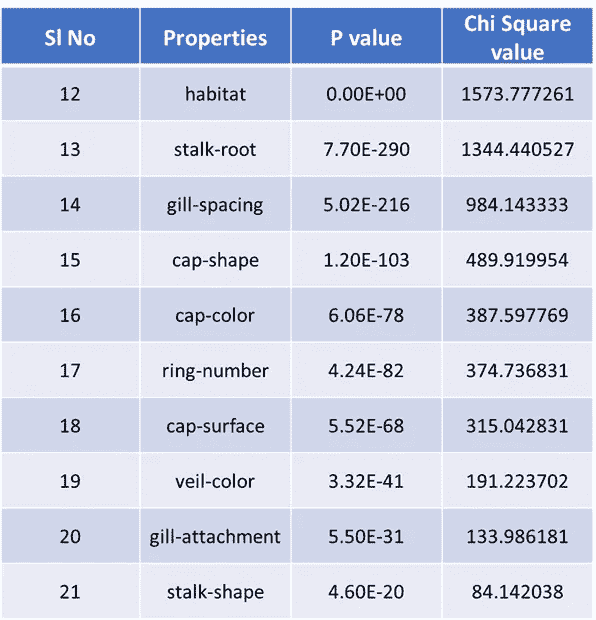 Sl No Properties P value Chi Square value
12 habitat 0.00E+00 1573.777261
13 stalk-root 7.70E-290 1344.440527
14 gill-spacing 5.02E-216 984.143333
15 cap-shape 1.20E-103 489.919954
16 cap-color 6.06E-78 387.597769
17 ring-number 4.24E-82 374.736831
18 cap-surface 5.52E-68 315.042831
19 veil-color 3.32E-41 191.223702
20 gill-attachment 5.50E-31 133.986181
21 stalk-shape 4.60E-20 84.142038